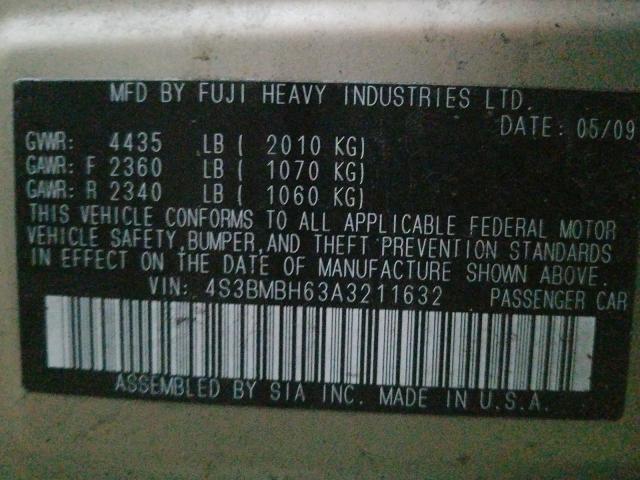 MFD BY FUJI HEAVY INDUSTRIES LTD.
DATE: 05/09
GVWR: 4435 LB ( 2010 KG)
GAWR: F 2360 LB ( 1070 KG)
GAWR: R 2340 LB ( 1060 KG)
THIS VEHICLE CONFORMS TO ALL APPLICABLE FEDERAL MOTOR
VEHICLE SAFETY, BUMPER, AND THEFT PREVENTION STANDARDS
IN EFFECT ON THE DATE OF MANUFACTURE SHOWN ABOVE.
VIN: 4S3BMBH63A3211632 PASSENGER CAR
ASSEMBLED BY SIA INC. MADE IN U.S.A.